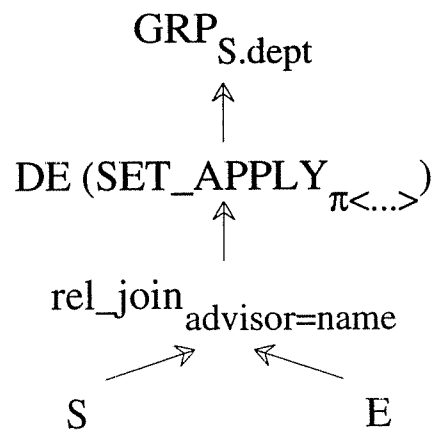 GRP S.dept
DE (SET_APPLY π<...>)
rel_join advisor=name
S E